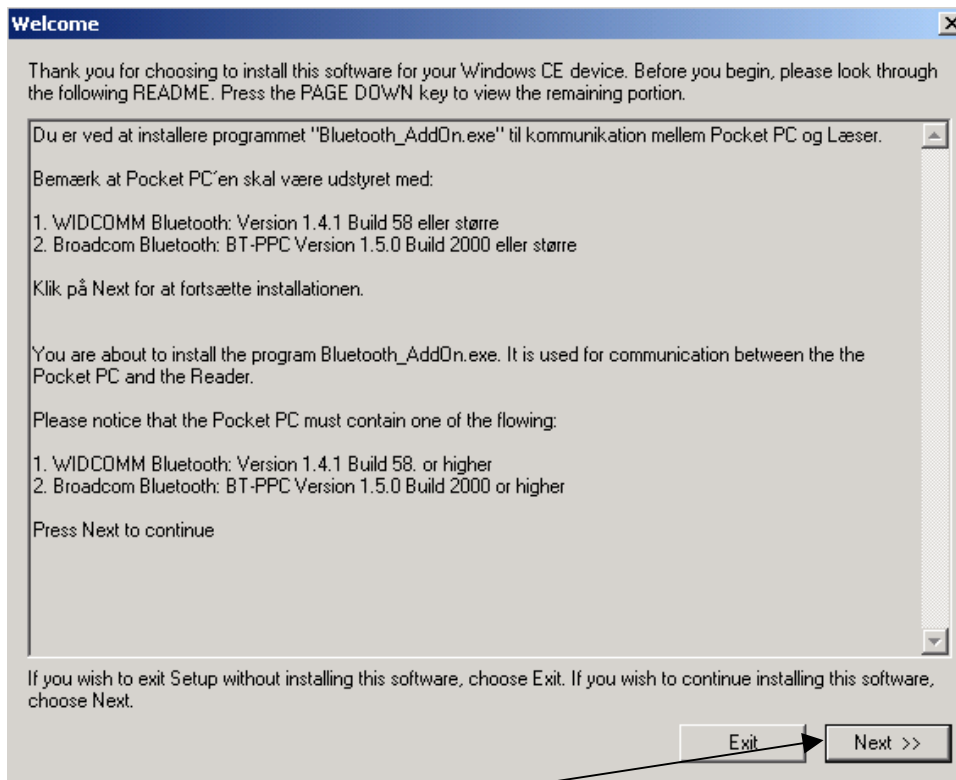 Welcome
Thank you for choosing to install this software for your Windows CE device. Before you begin, please look through
the following README. Press the PAGE DOWN key to view the remaining portion.
Du er ved at installere programmet "Bluetooth_AddOn.exe" til kommunikation mellem Pocket PC og Læser.
Bemærk at Pocket PC´en skal være udstyret med:
1. WIDCOMM Bluetooth: Version 1.4.1 Build 58 eller større
2. Broadcom Bluetooth: BT-PPC Version 1.5.0 Build 2000 eller større
Klik på Next for at fortsætte installationen.
You are about to install the program Bluetooth_AddOn.exe. It is used for communication between the the
Pocket PC and the Reader.
Please notice that the Pocket PC must contain one of the flowing:
1. WIDCOMM Bluetooth: Version 1.4.1 Build 58. or higher
2. Broadcom Bluetooth: BT-PPC Version 1.5.0 Build 2000 or higher
Press Next to continue
If you wish to exit Setup without installing this software, choose Exit. If you wish to continue installing this software,
choose Next.
Exit Next >>